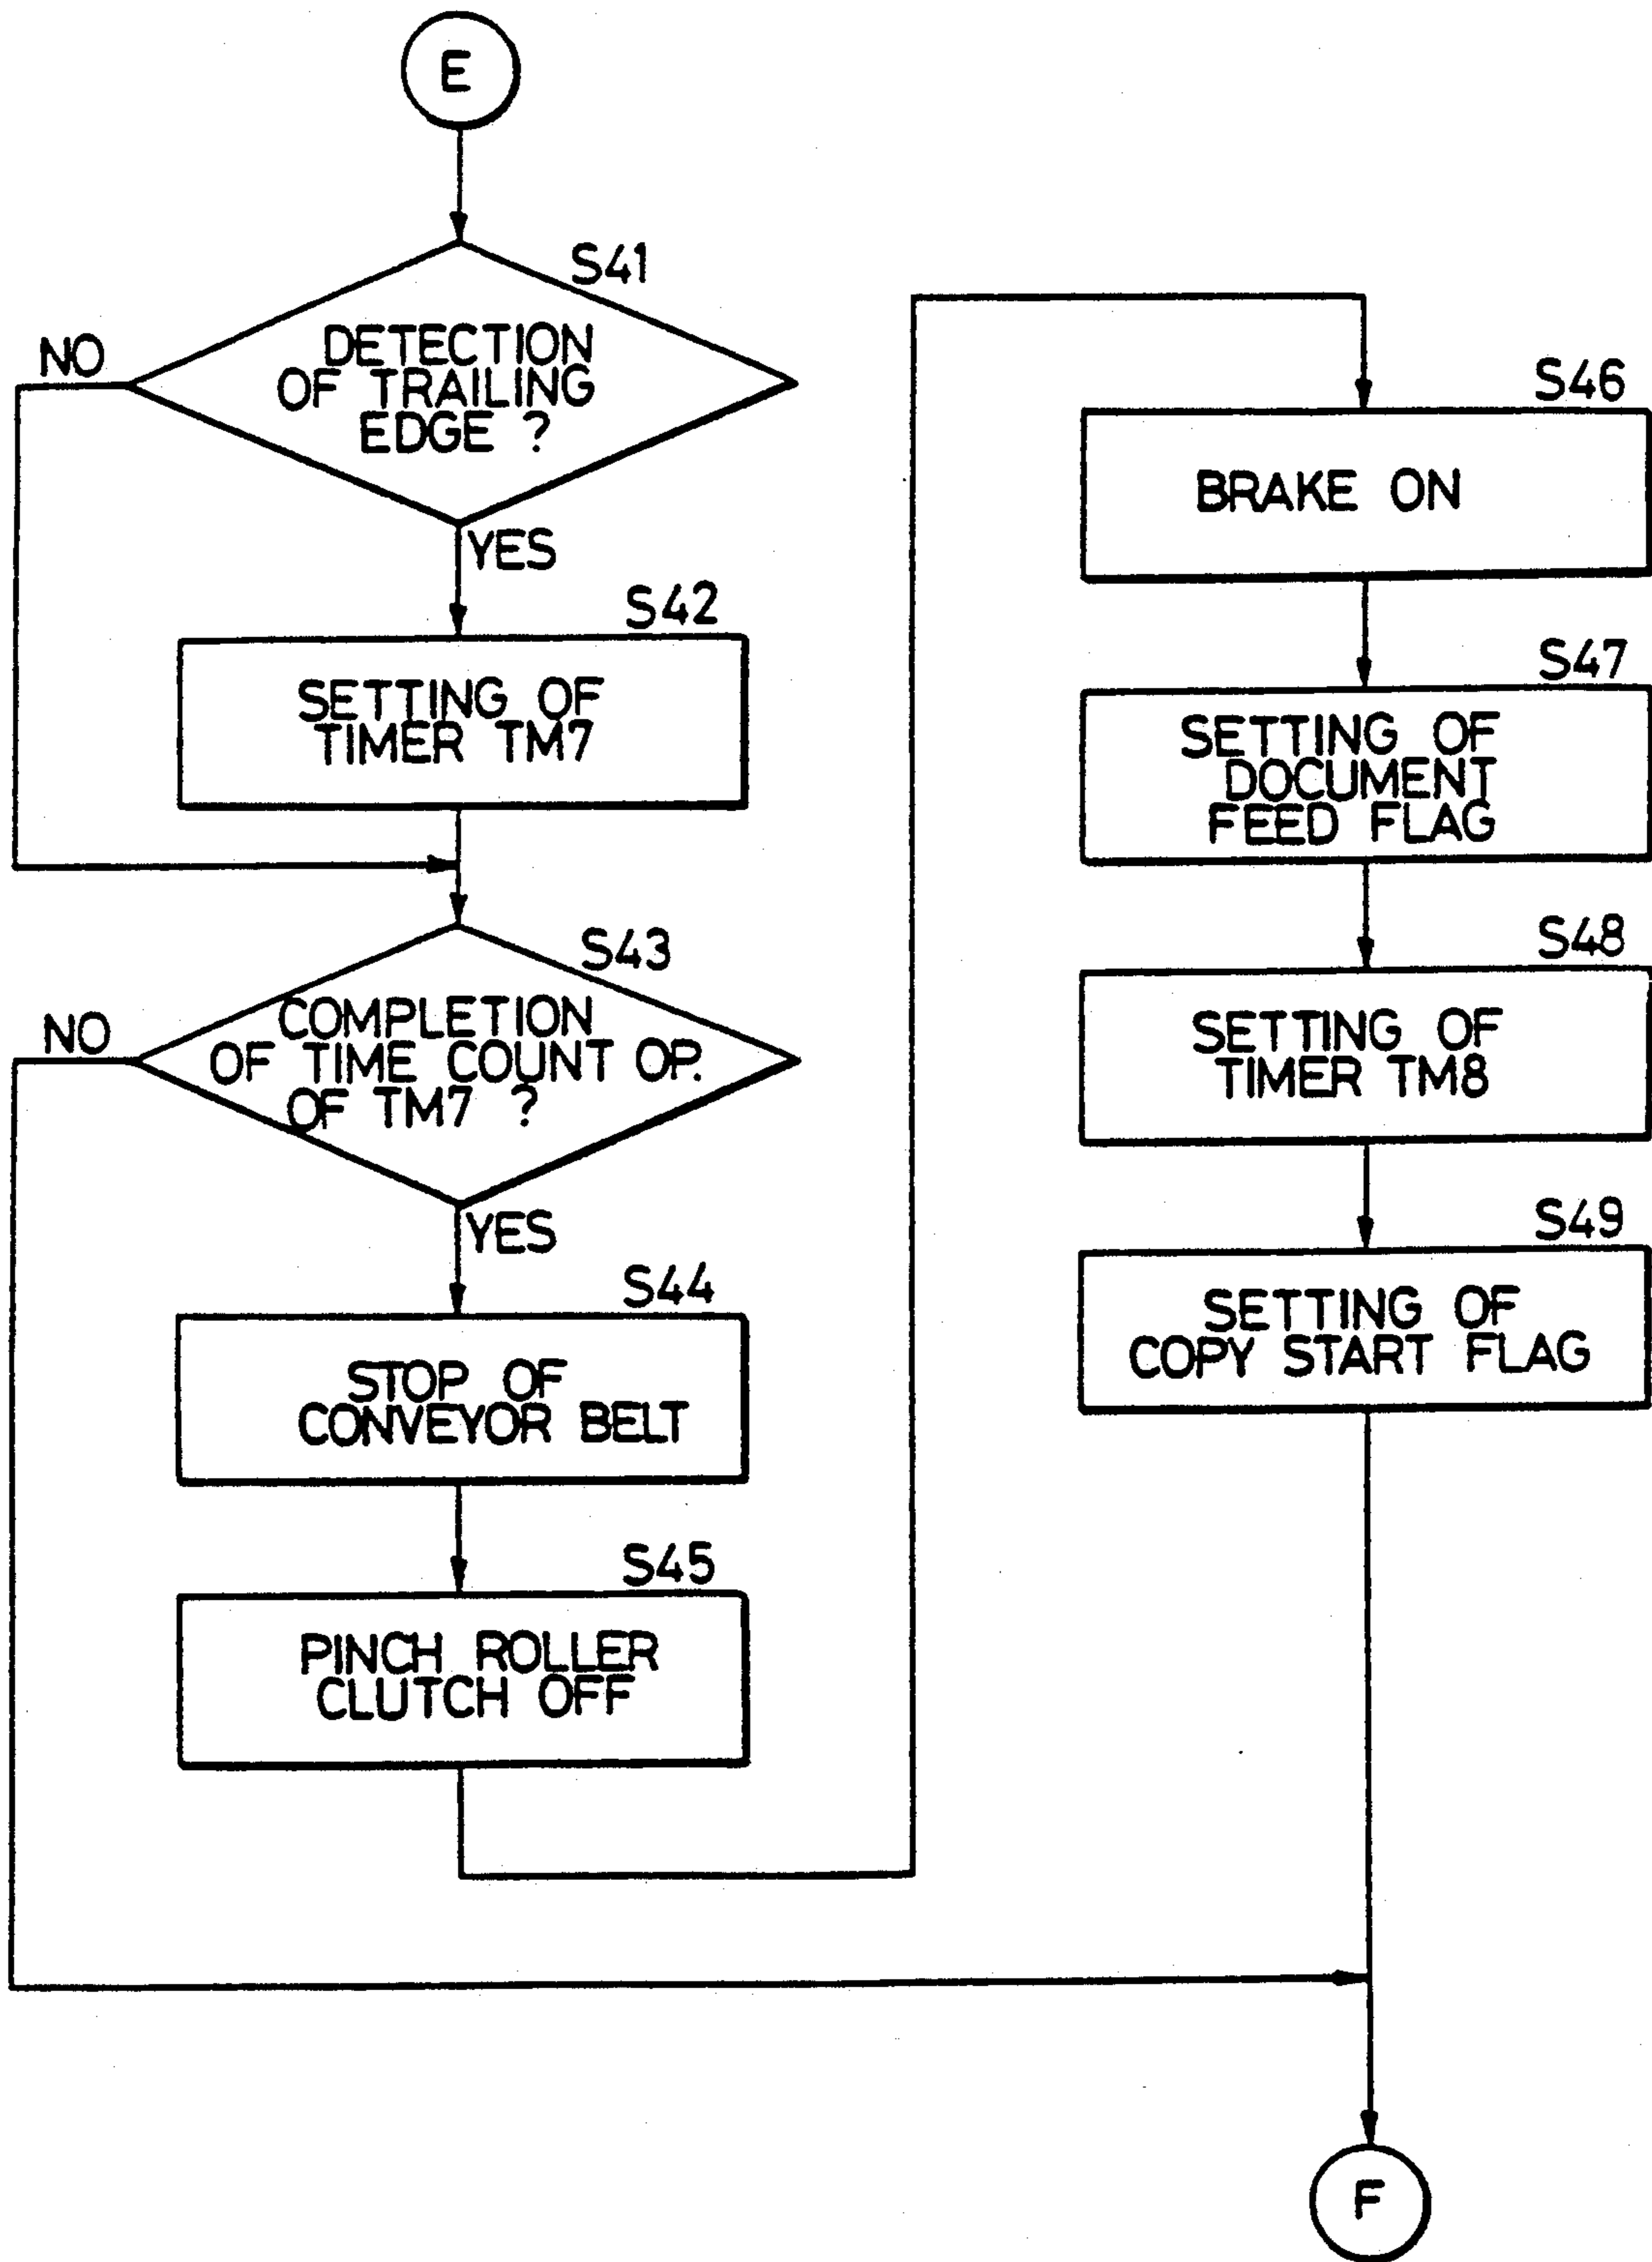 E
S41
NO
DETECTION
OF TRAILING
EDGE ?
YES
S42
SETTING OF
TIMER TM7
S43
NO
COMPLETION
OF TIME COUNT OP.
OF TM7 ?
YES
S44
STOP OF
CONVEYOR BELT
S45
PINCH ROLLER
CLUTCH OFF
S46
BRAKE ON
S47
SETTING OF
DOCUMENT
FEED FLAG
S48
SETTING OF
TIMER TM8
S49
SETTING OF
COPY START FLAG
F